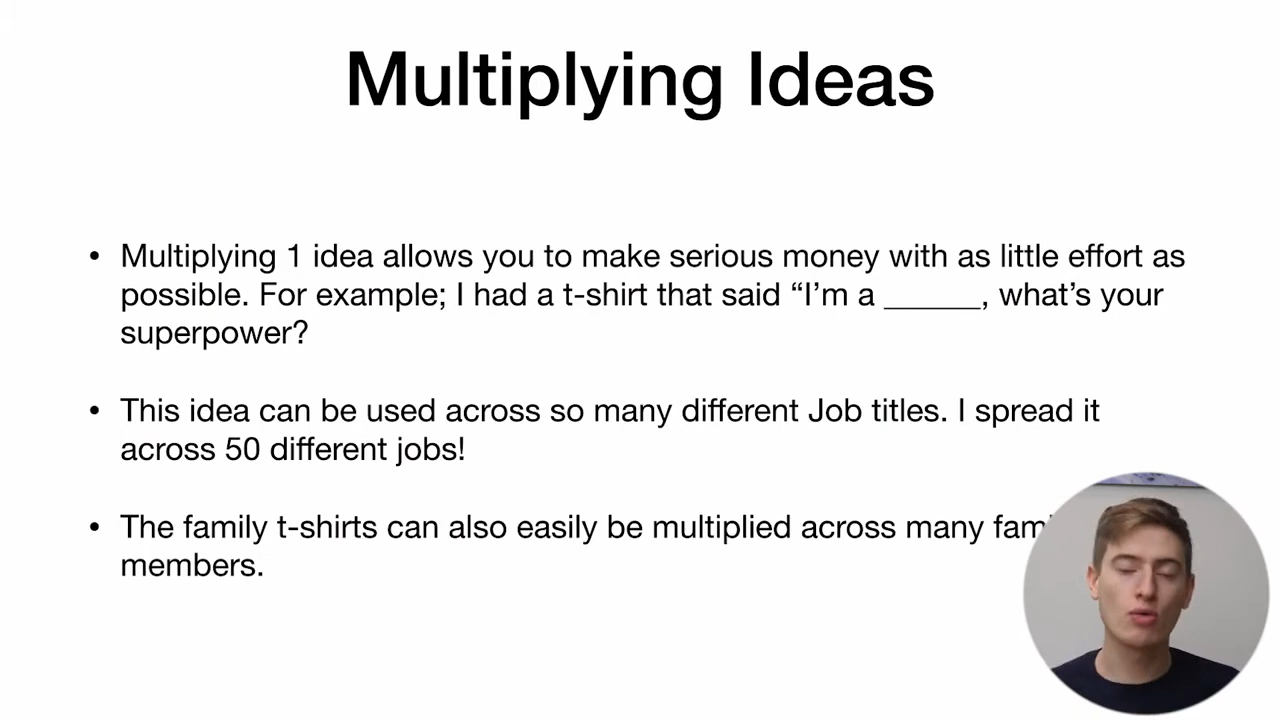 Multiplying Ideas
• Multiplying 1 idea allows you to make serious money with as little effort as
possible. For example; I had a t-shirt that said “I’m a ______, what’s your
superpower?
• This idea can be used across so many different Job titles. I spread it
across 50 different jobs!
• The family t-shirts can also easily be multiplied across many
members.